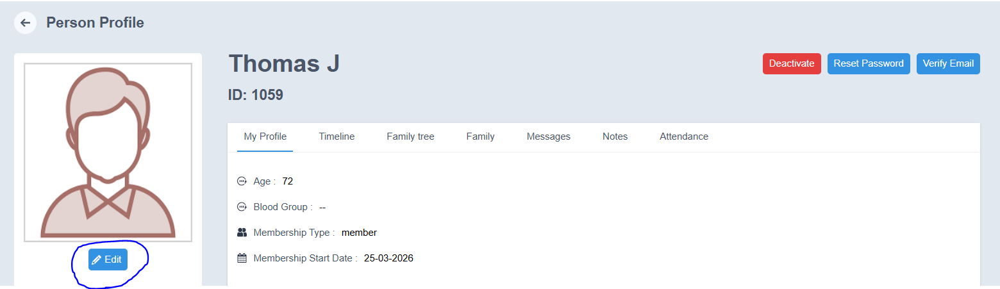 Person Profile
Thomas J
Deactivate Reset Password Verify Email
ID: 1059
My Profile Timeline Family tree Family Messages Notes Attendance
Age : 72
Blood Group : --
Membership Type : member
Membership Start Date : 25-03-2026
Edit